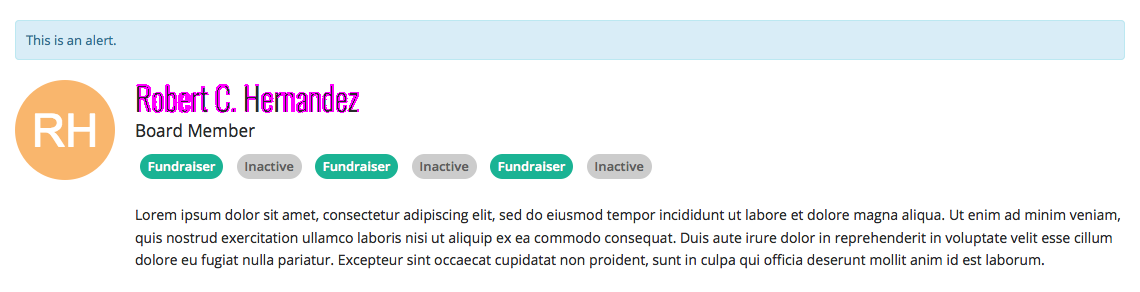 This is an alert.
RH
Robert C. Hernandez
Board Member
Fundraiser Inactive Fundraiser Inactive Fundraiser Inactive
Lorem ipsum dolor sit amet, consectetur adipiscing elit, sed do eiusmod tempor incididunt ut labore et dolore magna aliqua. Ut enim ad minim veniam,
quis nostrud exercitation ullamco laboris nisi ut aliquip ex ea commodo consequat. Duis aute irure dolor in reprehenderit in voluptate velit esse cillum
dolore eu fugiat nulla pariatur. Excepteur sint occaecat cupidatat non proident, sunt in culpa qui officia deserunt mollit anim id est laborum.